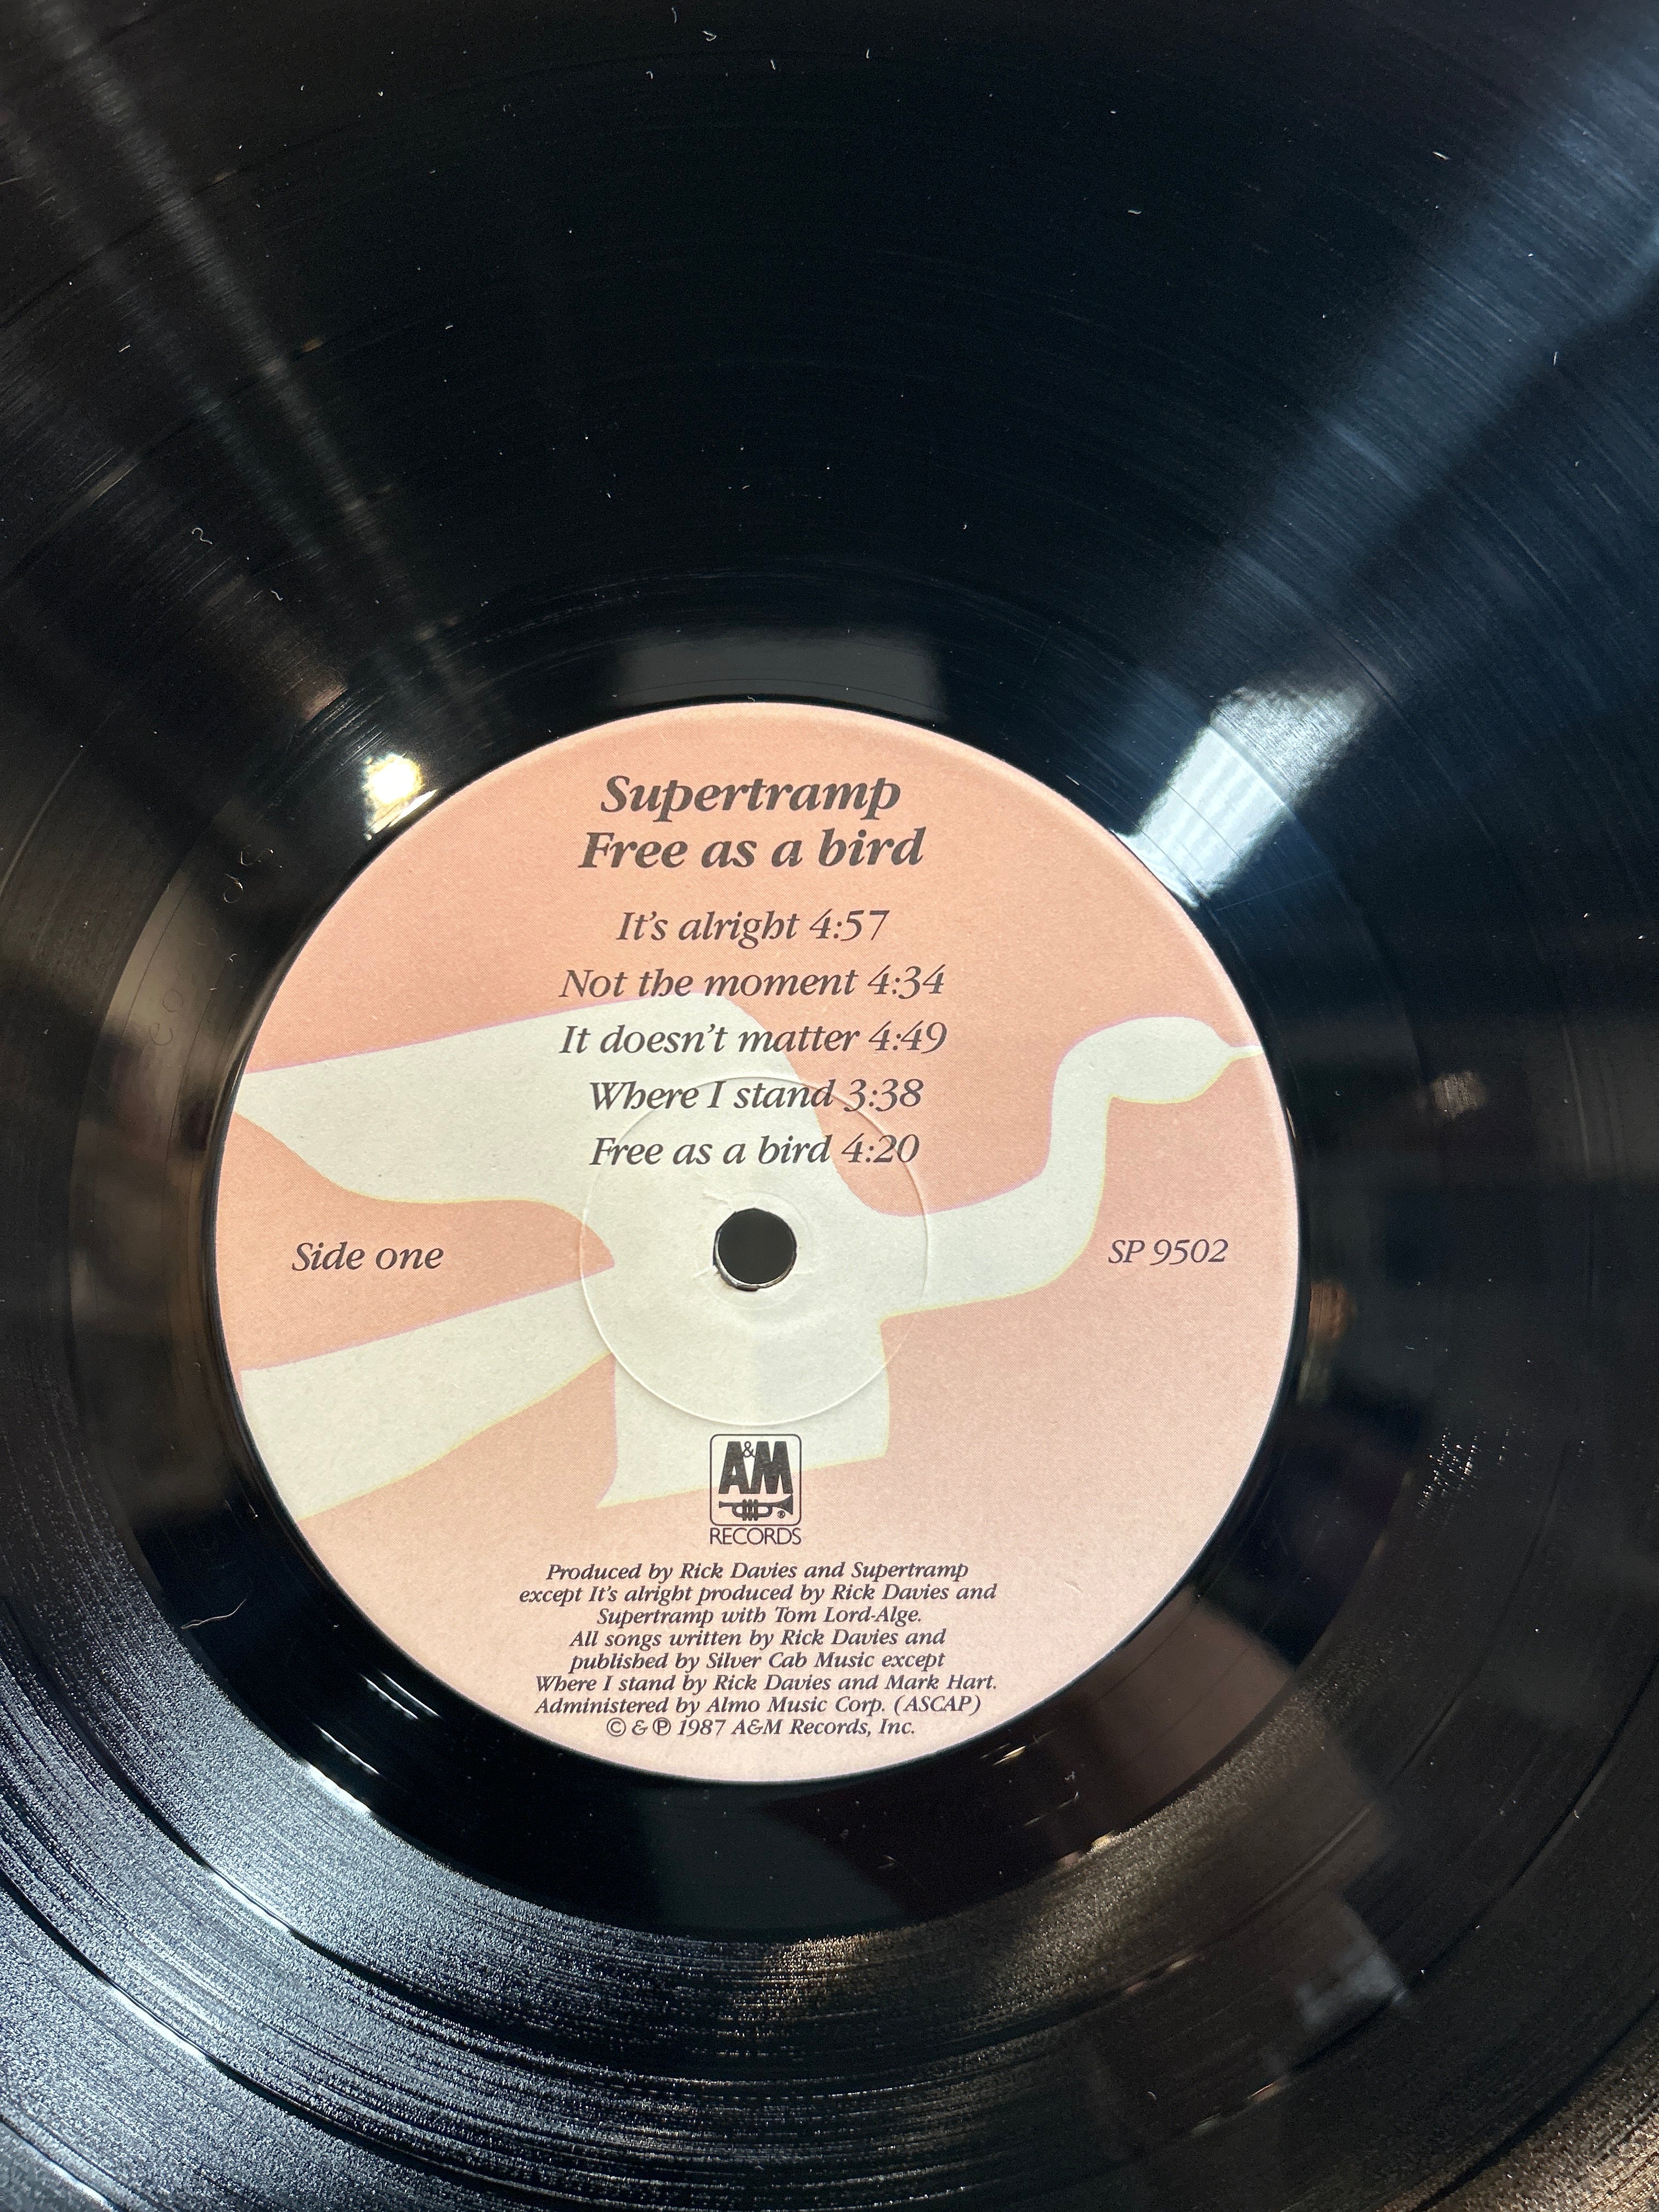 Supertramp
Free as a bird
It's alright 4:57
Not the moment 4:34
It doesn't matter 4:49
Where I stand 3:38
Free as a bird 4:20
Side one
SP 9502
A&M
®
RECORDS
Produced by Rick Davies and Supertramp
except It's alright produced by Rick Davies and
Supertramp with Tom Lord-Alge.
All songs written by Rick Davies and
published by Silver Cab Music except
Where I stand by Rick Davies and Mark Hart.
Administered by Almo Music Corp. (ASCAP)
© & ℗ 1987 A&M Records, Inc.